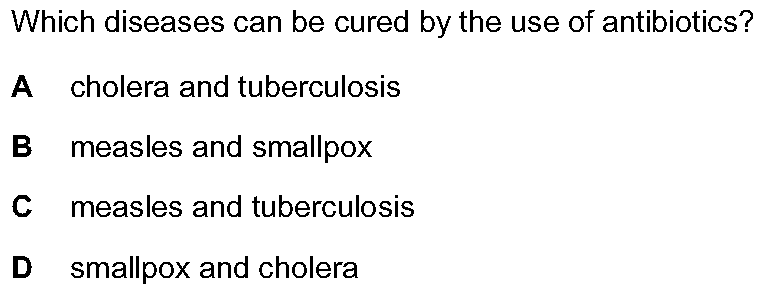 Which diseases can be cured by the use of antibiotics?
A cholera and tuberculosis
B measles and smallpox
C measles and tuberculosis
D smallpox and cholera